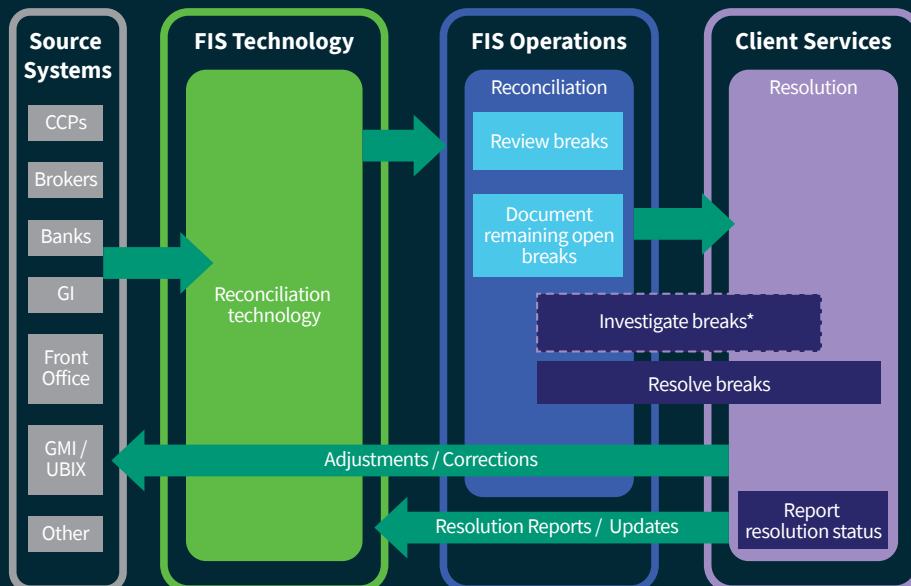 Source
Systems
CCPs
Brokers
Banks
GI
Front
Office
GMI /
UBIX
Other
FIS Technology
Reconciliation
technology
FIS Operations
Reconciliation
Review breaks
Document
remaining open
breaks
Client Services
Resolution
Investigate breaks*
Resolve breaks
Adjustments / Corrections
Resolution Reports / Updates
Report
resolution status